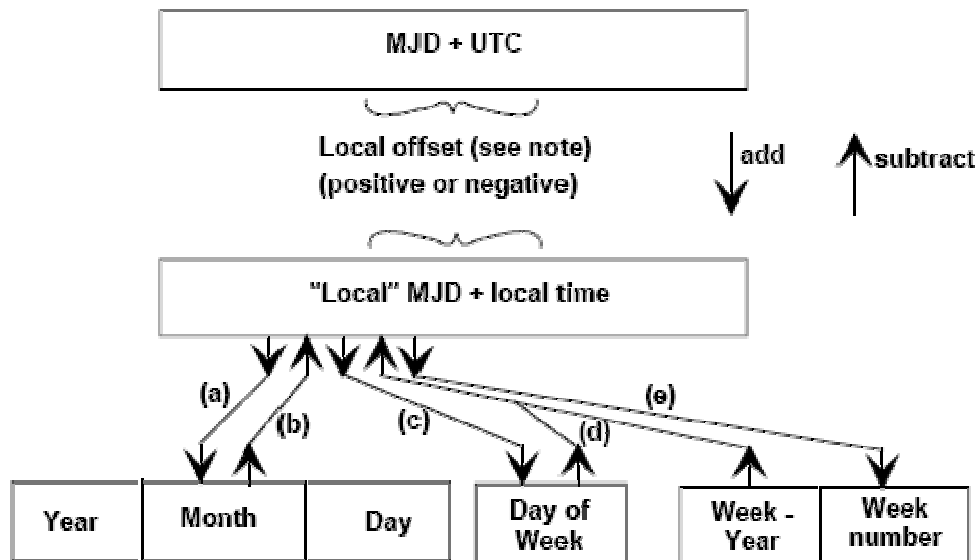 MJD + UTC
Local offset (see note)
(positive or negative)
add
subtract
"Local" MJD + local time
(a)
(b)
(c)
(d)
(e)
Year
Month
Day
Day of
Week
Week -
Year
Week
number